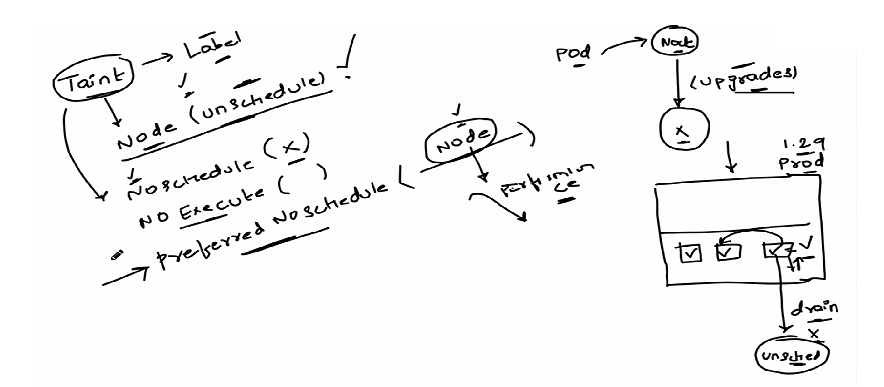 Taint → Label
Node (unschedule)
NoSchedule (x)
NO Execute ( )
→ preferred NoSchedule ( Node )
performance
ce
pod → Node
(upgrades)
x
1.29
prod
drain
x
unsched